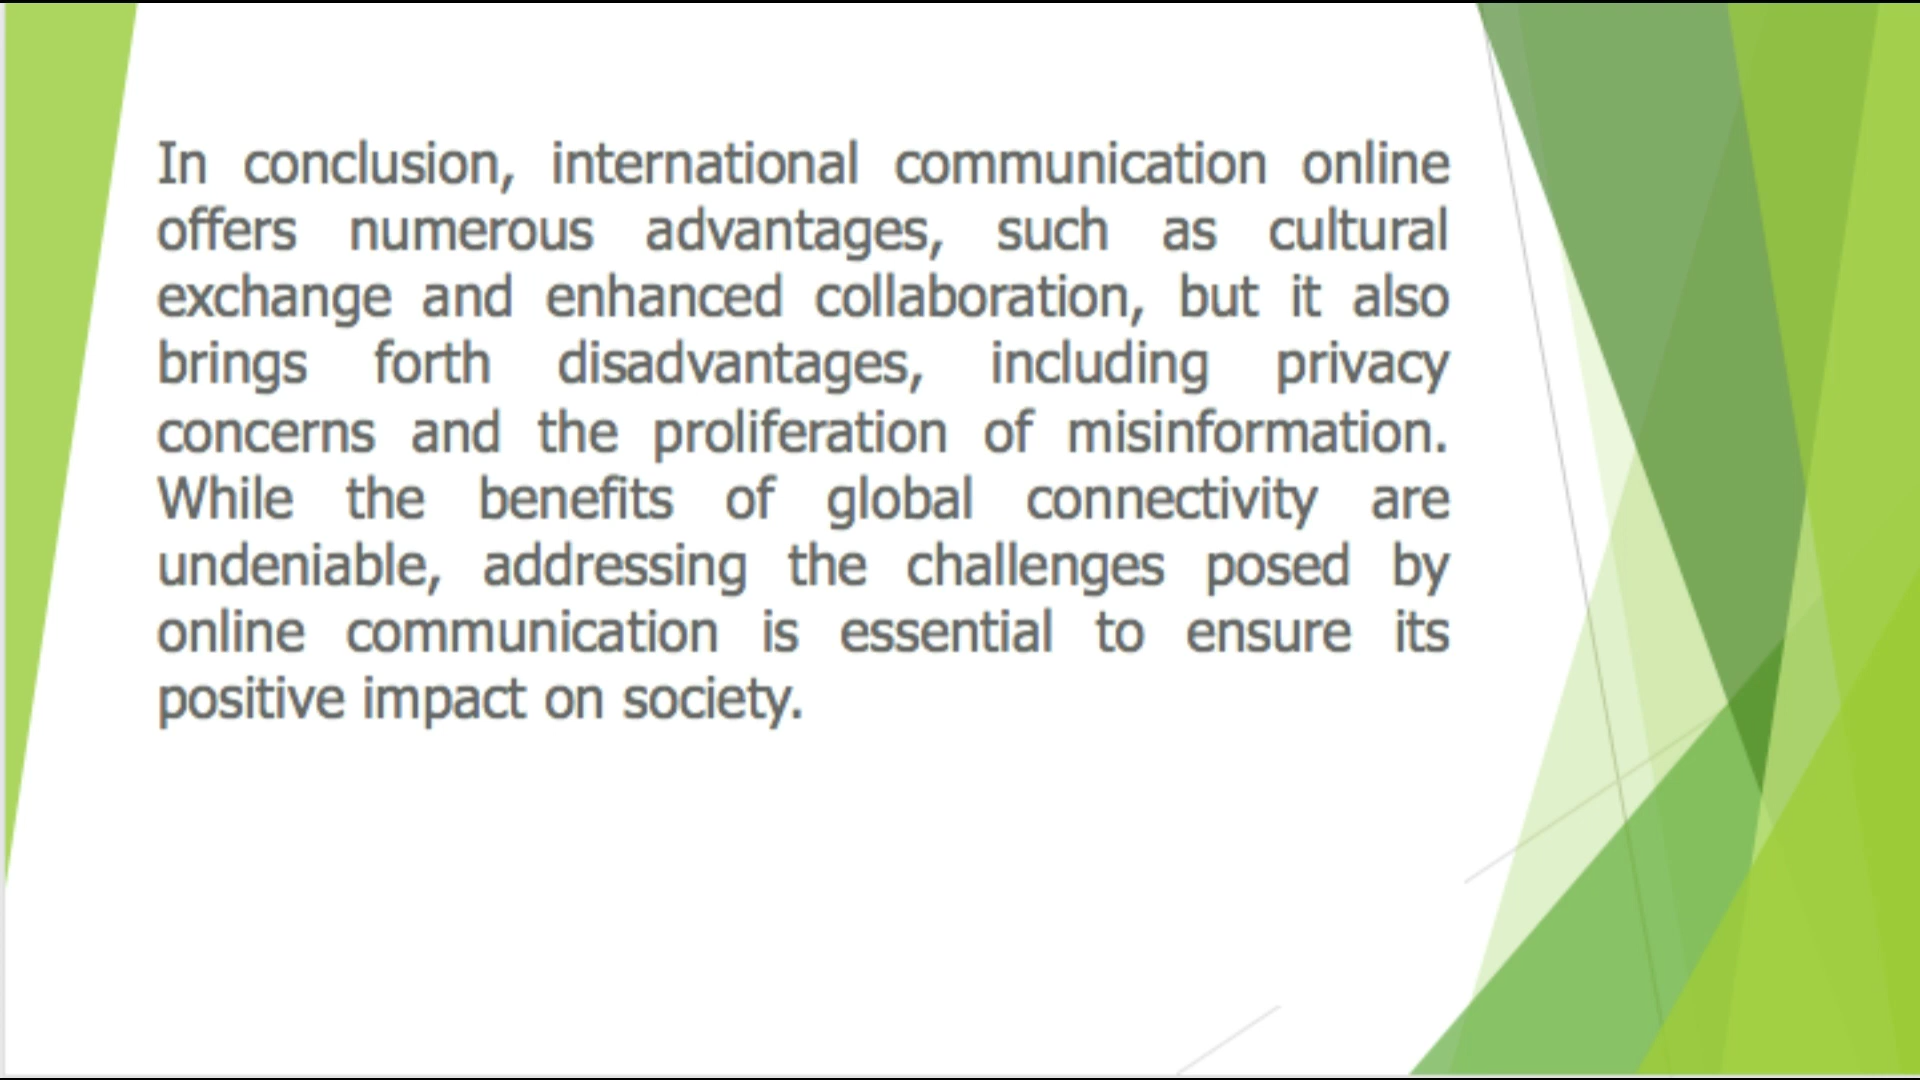 In conclusion, international communication online
offers numerous advantages, such as cultural
exchange and enhanced collaboration, but it also
brings forth disadvantages, including privacy
concerns and the proliferation of misinformation.
While the benefits of global connectivity are
undeniable, addressing the challenges posed by
online communication is essential to ensure its
positive impact on society.